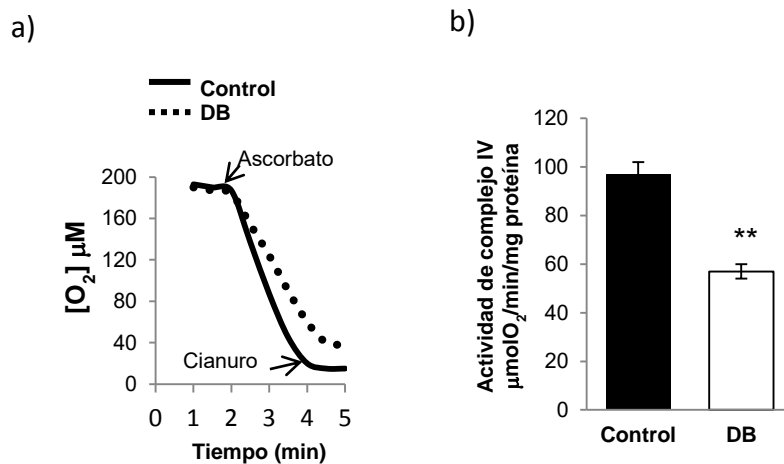 a)
Control
DB
Ascorbato
Cianuro
[O₂] μM
200
160
120
80
40
0
0 1 2 3 4 5
Tiempo (min)
b)
Actividad de complejo IV
μmolO₂/min/mg proteína
120
100
80
60
40
20
0
**
Control DB